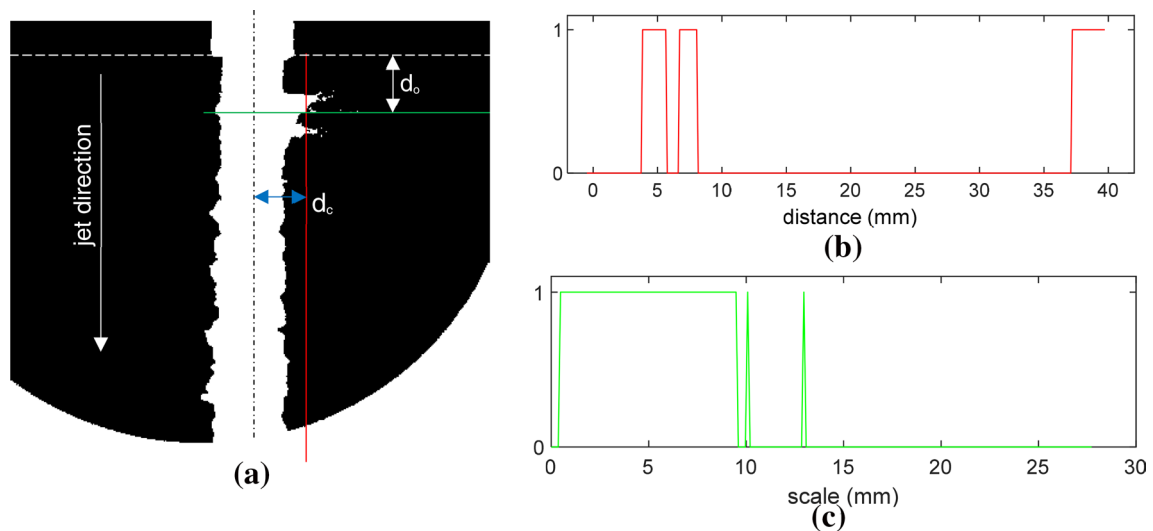 jet direction
dₒ
d꜀
(a)
1
0
0 5 10 15 20 25 30 35 40
distance (mm)
(b)
1
0
0 5 10 15 20 25 30
scale (mm)
(c)